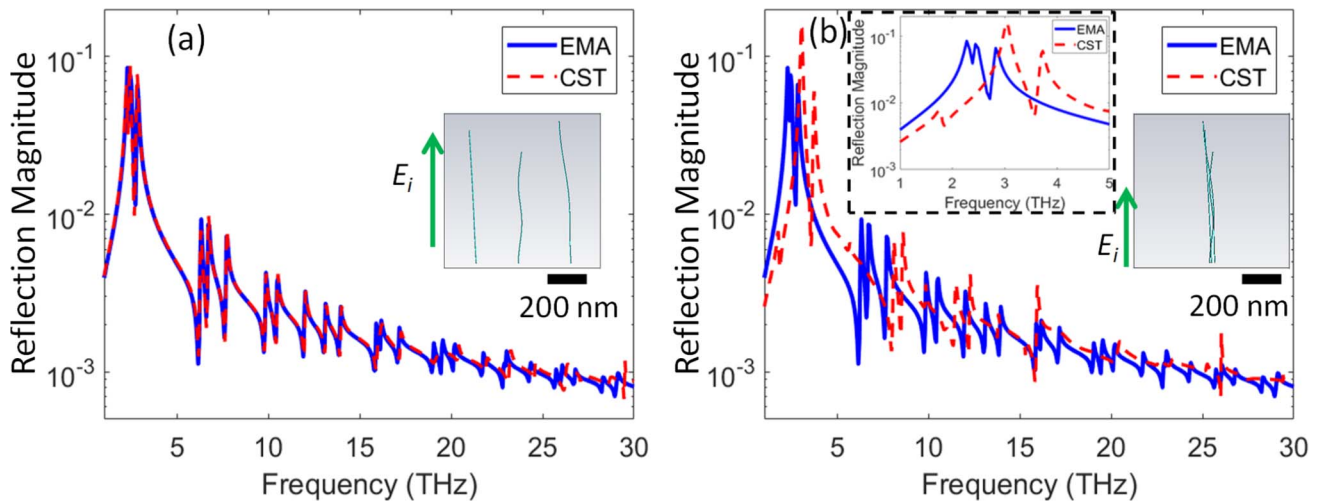 (a)
EMA
CST
Reflection Magnitude
10⁻¹
10⁻²
10⁻³
Eᵢ
200 nm
5 10 15 20 25 30
Frequency (THz)
(b)
EMA
CST
Reflection Magnitude
10⁻¹
10⁻²
10⁻³
EMA
CST
Reflection Magnitude
10⁻¹
10⁻²
10⁻³
1 2 3 4 5
Frequency (THz)
Eᵢ
200 nm
5 10 15 20 25 30
Frequency (THz)